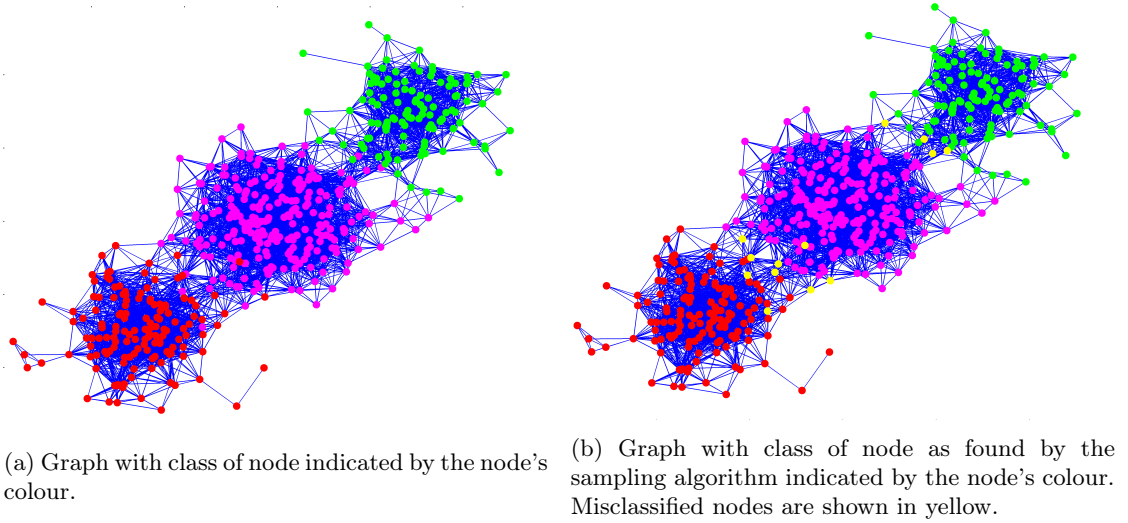 (a) Graph with class of node indicated by the node's
colour.
(b) Graph with class of node as found by the
sampling algorithm indicated by the node's colour.
Misclassified nodes are shown in yellow.